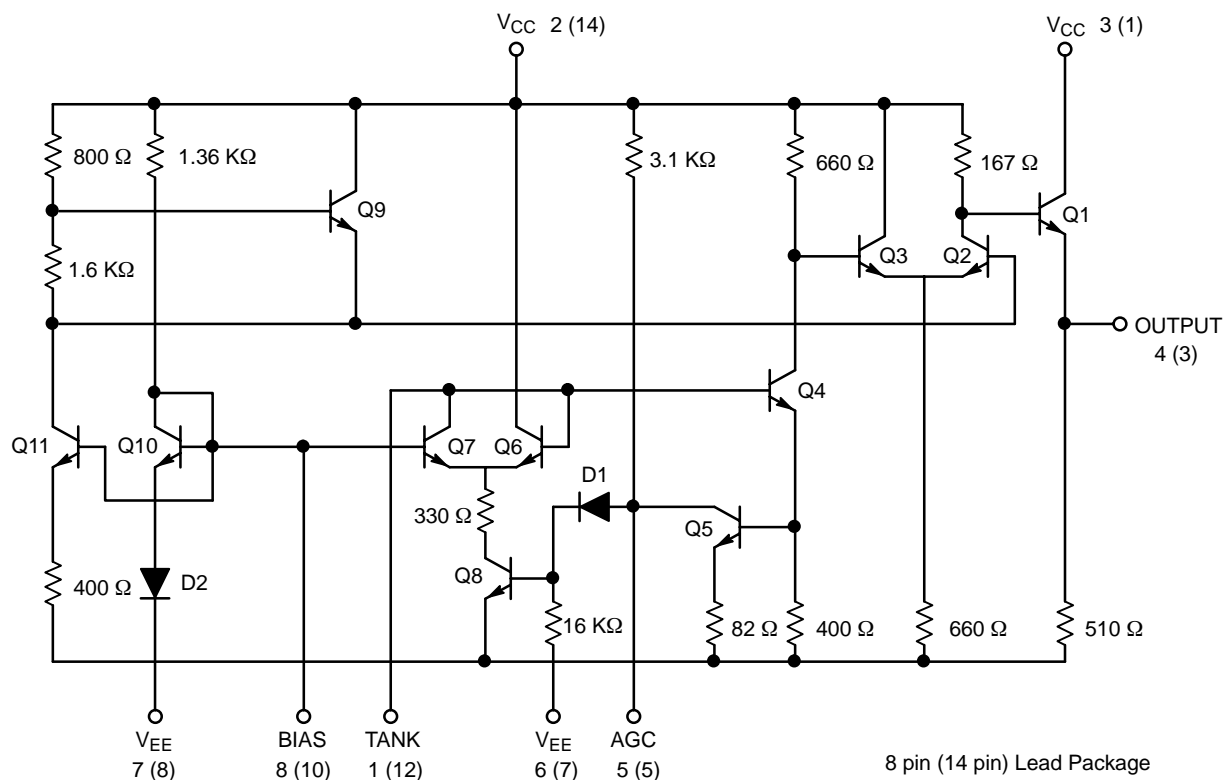 VCC 2 (14)
VCC 3 (1)
800 Ω
1.36 KΩ
3.1 KΩ
660 Ω
167 Ω
Q9
Q1
Q3
Q2
1.6 KΩ
OUTPUT
4 (3)
Q4
Q11
Q10
Q7
Q6
D1
330 Ω
Q5
Q8
400 Ω
D2
16 KΩ
82 Ω
400 Ω
660 Ω
510 Ω
VEE
7 (8)
BIAS
8 (10)
TANK
1 (12)
VEE
6 (7)
AGC
5 (5)
8 pin (14 pin) Lead Package